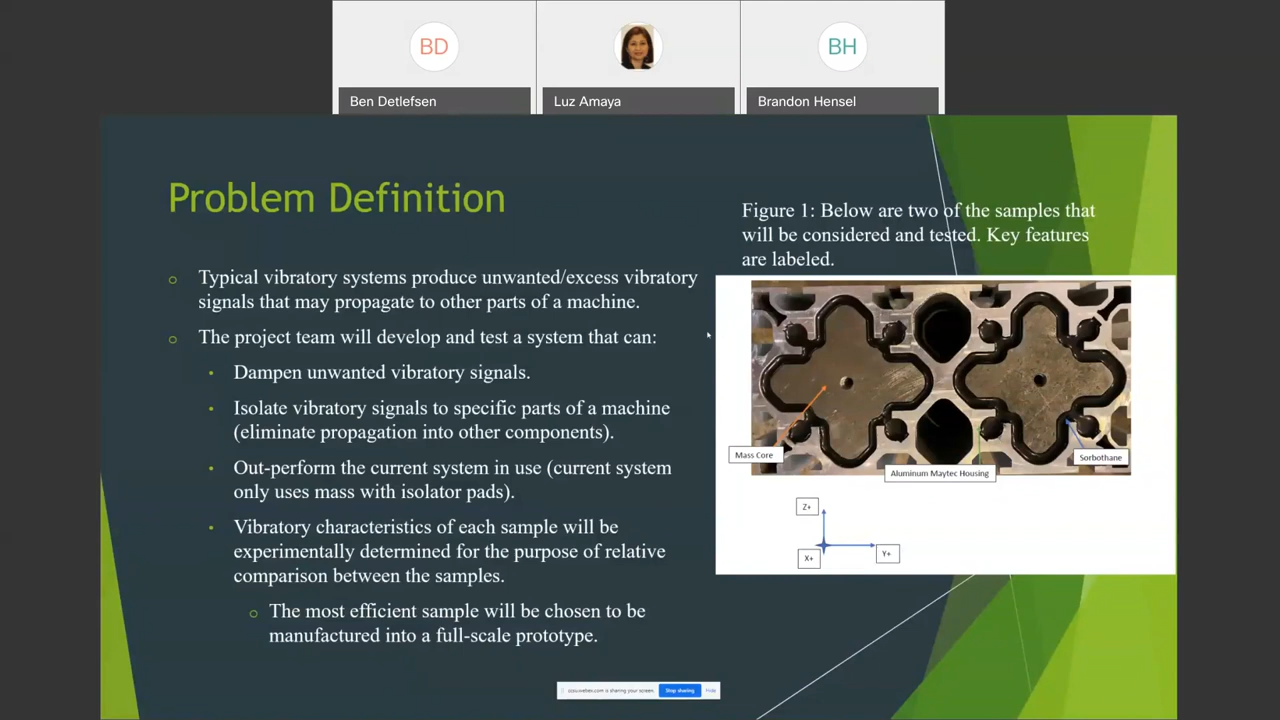 BD
BH
Ben Detlefsen
Luz Amaya
Brandon Hensel
Problem Definition
Typical vibratory systems produce unwanted/excess vibratory
signals that may propagate to other parts of a machine.
The project team will develop and test a system that can:
Dampen unwanted vibratory signals.
Isolate vibratory signals to specific parts of a machine
(eliminate propagation into other components).
Out-perform the current system in use (current system
only uses mass with isolator pads).
Vibratory characteristics of each sample will be
experimentally determined for the purpose of relative
comparison between the samples.
The most efficient sample will be chosen to be
manufactured into a full-scale prototype.
Figure 1: Below are two of the samples that
will be considered and tested. Key features
are labeled.
Mass Core
Aluminum Maytec Housing
Sorbothane
Z+
X+
Y+
is sharing your screen.
Stop sharing
Hide